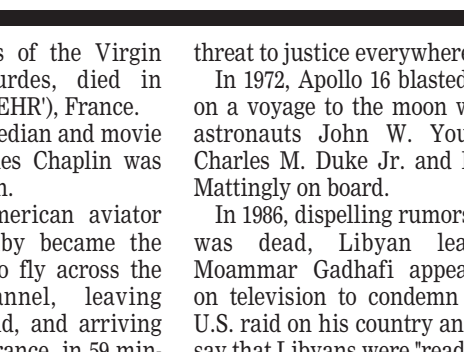 s of the Virgin
urdes, died in
EHR'), France.
edian and movie
les Chaplin was
n.
merican aviator
by became the
o fly across the
annel, leaving
d, and arriving
rance, in 59 min-
threat to justice everywhere
In 1972, Apollo 16 blasted
on a voyage to the moon w
astronauts John W. You
Charles M. Duke Jr. and
Mattingly on board.
In 1986, dispelling rumors
was dead, Libyan lea
Moammar Gadhafi appea
on television to condemn
U.S. raid on his country an
say that Libyans were "read